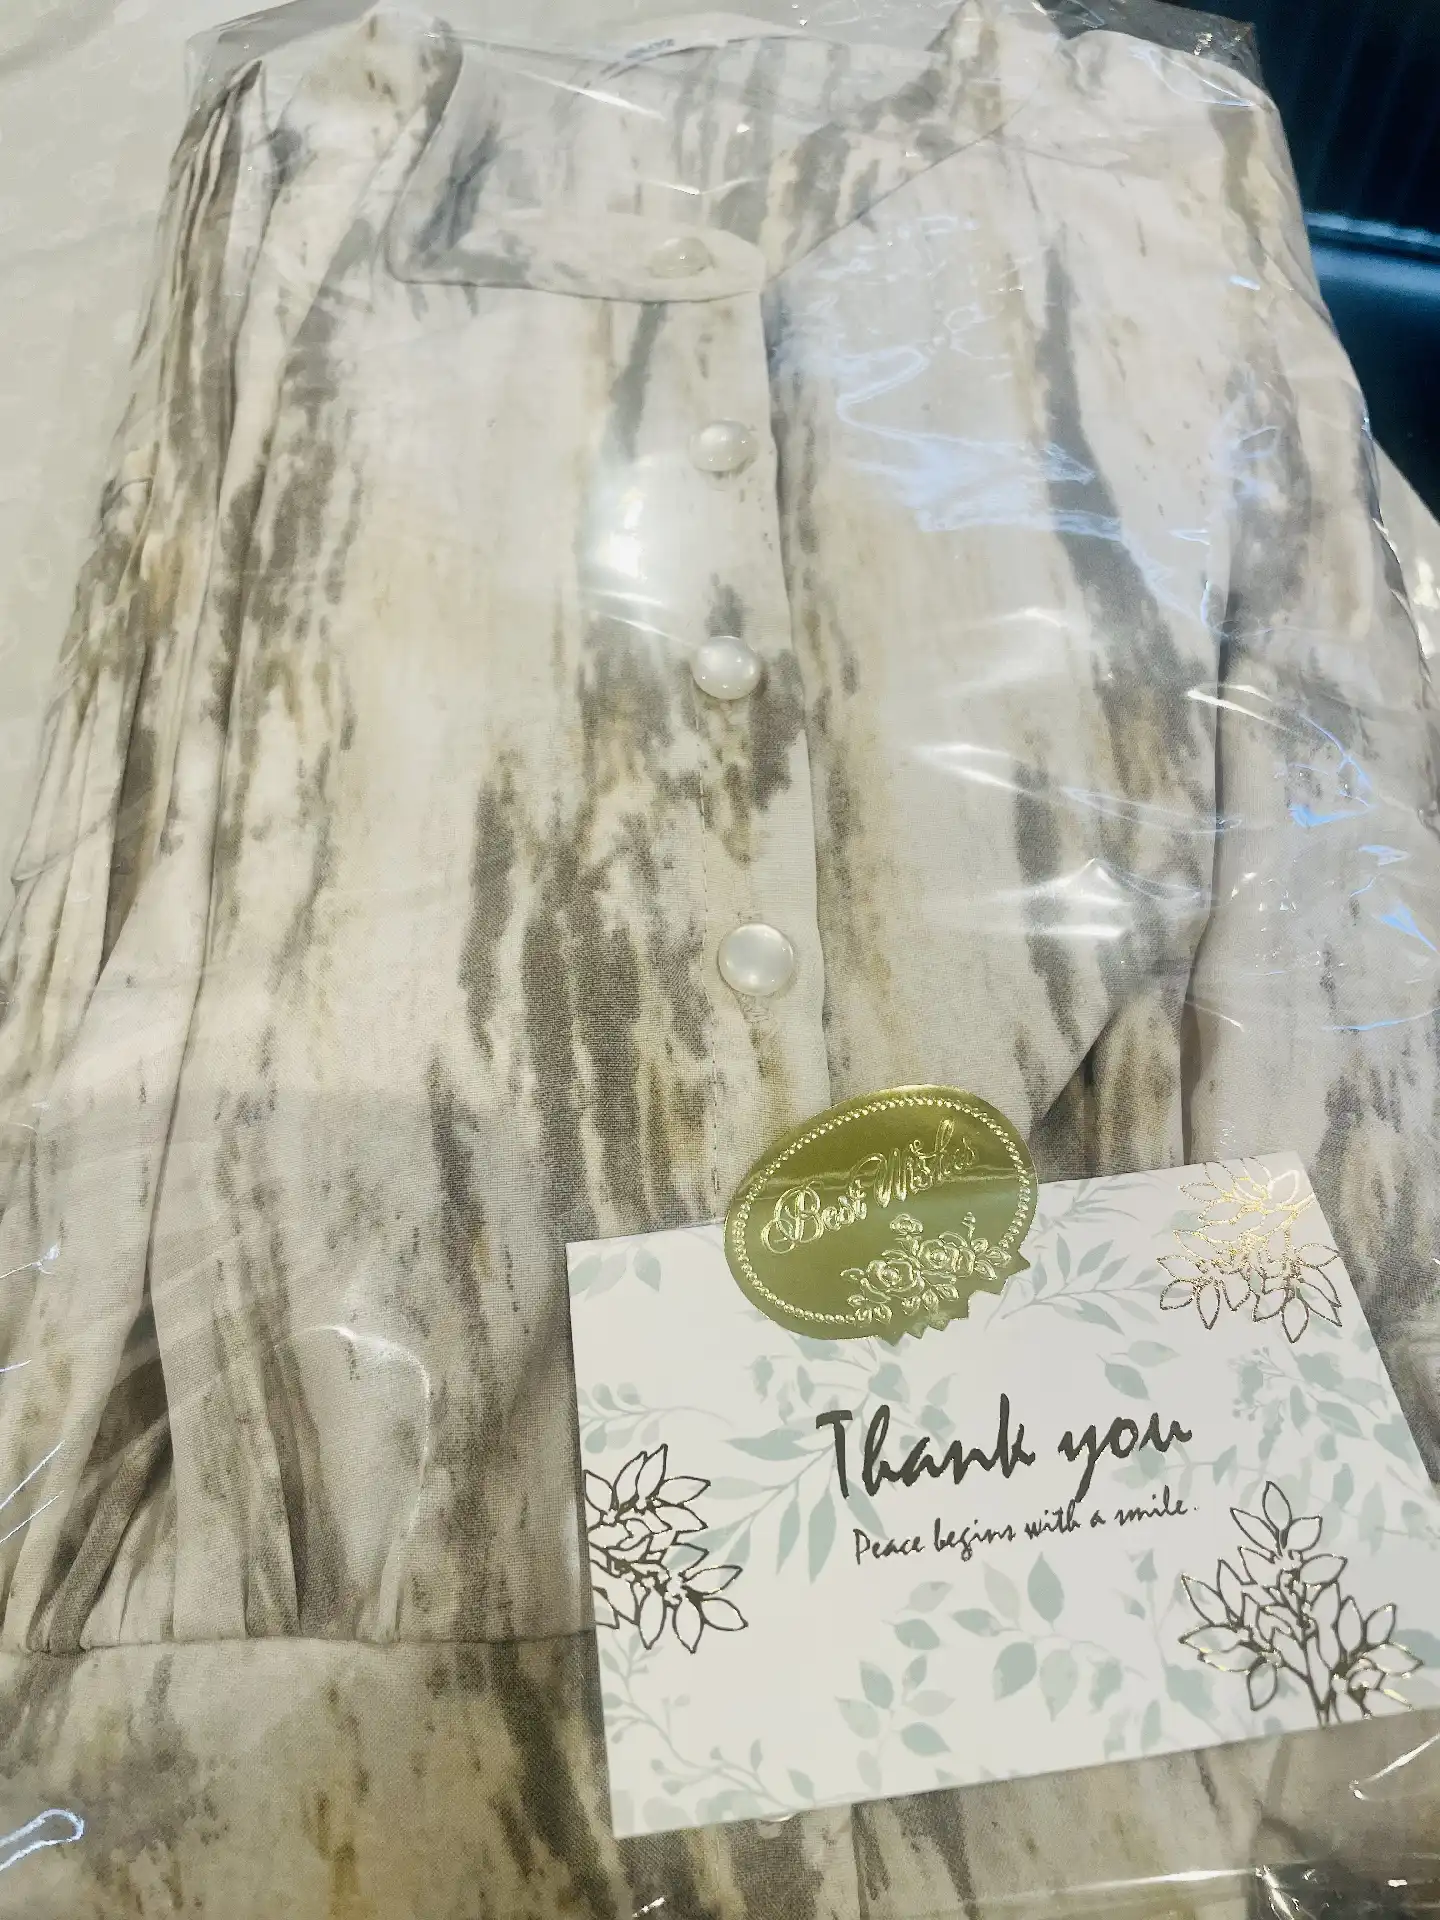 Best Wishes
Thank you
Peace begins with a smile.